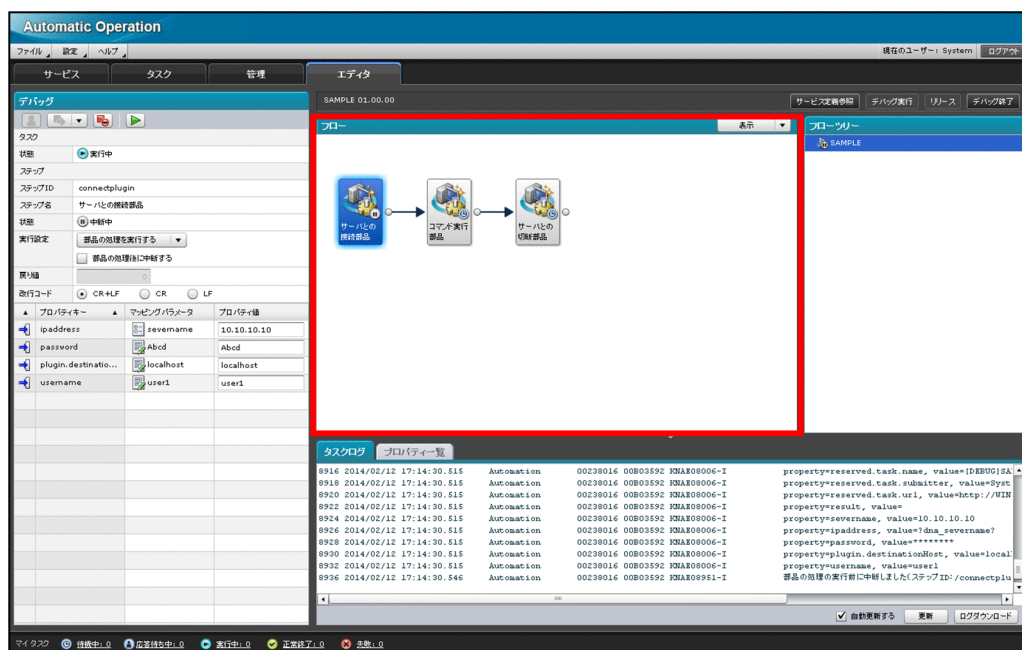 Automatic Operation
ファイル 設定 ヘルプ 現在のユーザー: System ログアウト
サービス タスク 管理 エディタ
デバッグ
タスク
状態 実行中
ステップ
ステップID connectplugin
ステップ名 サーバとの接続部品
状態 中断中
実行設定 部品の処理を実行する
部品の処理後に中断する
戻り値 0
改行コード CR+LF CR LF
プロパティキー マッピングパラメータ プロパティ値
ipaddress severname 10.10.10.10
password Abcd Abcd
plugin.destinatio... localhost localhost
username user1 user1
SAMPLE 01.00.00 サービス定義参照 デバッグ実行 リリース デバッグ終了
フロー 表示
サーバとの
接続部品
コマンド実行
部品
サーバとの
切断部品
フローツリー
SAMPLE
タスクログ プロパティ一覧
8916 2014/02/12 17:14:30.515 Automation 00238016 00B03592 KNAE08006-I property=reserved.task.name, value=[DEBUG]SA
8918 2014/02/12 17:14:30.515 Automation 00238016 00B03592 KNAE08006-I property=reserved.task.submitter, value=Syst
8920 2014/02/12 17:14:30.515 Automation 00238016 00B03592 KNAE08006-I property=reserved.task.url, value=http://WIN
8922 2014/02/12 17:14:30.515 Automation 00238016 00B03592 KNAE08006-I property=result, value=
8924 2014/02/12 17:14:30.515 Automation 00238016 00B03592 KNAE08006-I property=severname, value=10.10.10.10
8926 2014/02/12 17:14:30.515 Automation 00238016 00B03592 KNAE08006-I property=ipaddress, value=?dna_severname?
8928 2014/02/12 17:14:30.515 Automation 00238016 00B03592 KNAE08006-I property=password, value=********
8930 2014/02/12 17:14:30.515 Automation 00238016 00B03592 KNAE08006-I property=plugin.destinationHost, value=local
8932 2014/02/12 17:14:30.515 Automation 00238016 00B03592 KNAE08006-I property=username, value=user1
8936 2014/02/12 17:14:30.546 Automation 00238016 00B03592 KNAE08951-I 部品の処理の実行前に中断しました(ステップID:/connectplu
自動更新する 更新 ログダウンロード
マイタスク 待機中: 0 応答待ち中: 0 実行中: 0 正常終了: 0 失敗: 0